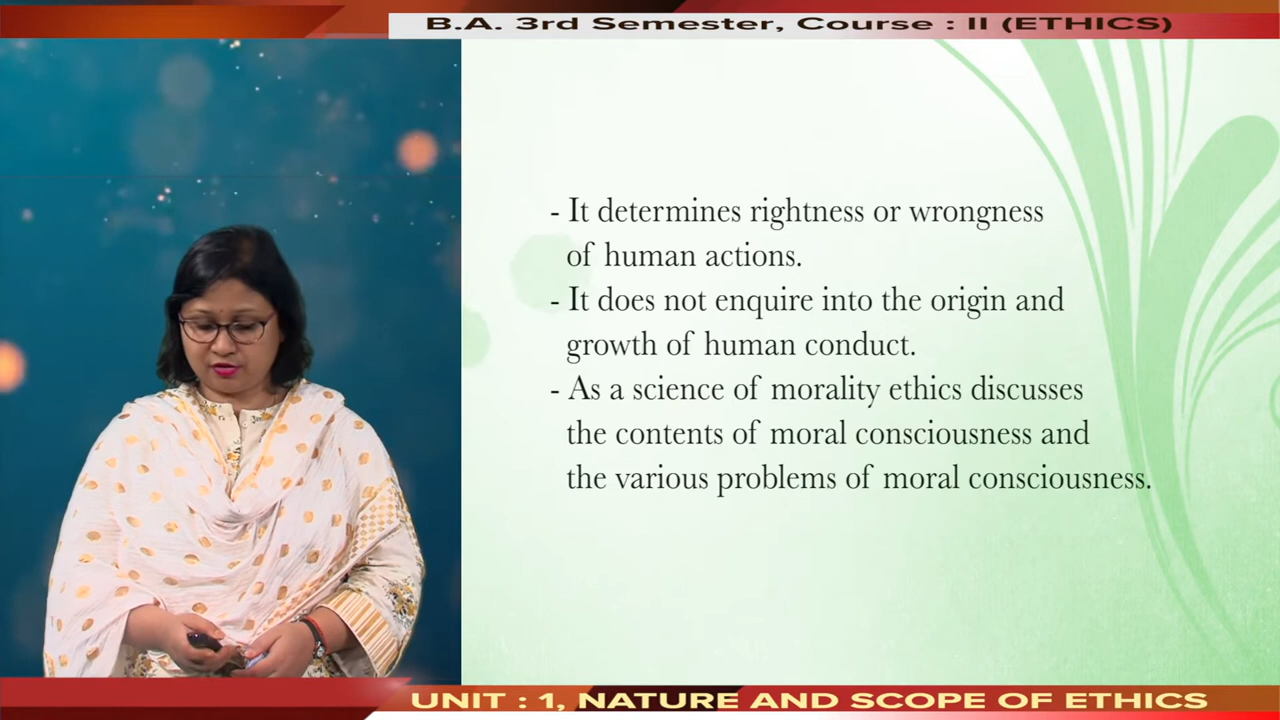 B.A. 3rd Semester, Course : II (ETHICS)
- It determines rightness or wrongness
of human actions.
- It does not enquire into the origin and
growth of human conduct.
- As a science of morality ethics discusses
the contents of moral consciousness and
the various problems of moral consciousness.
UNIT : 1, NATURE AND SCOPE OF ETHICS